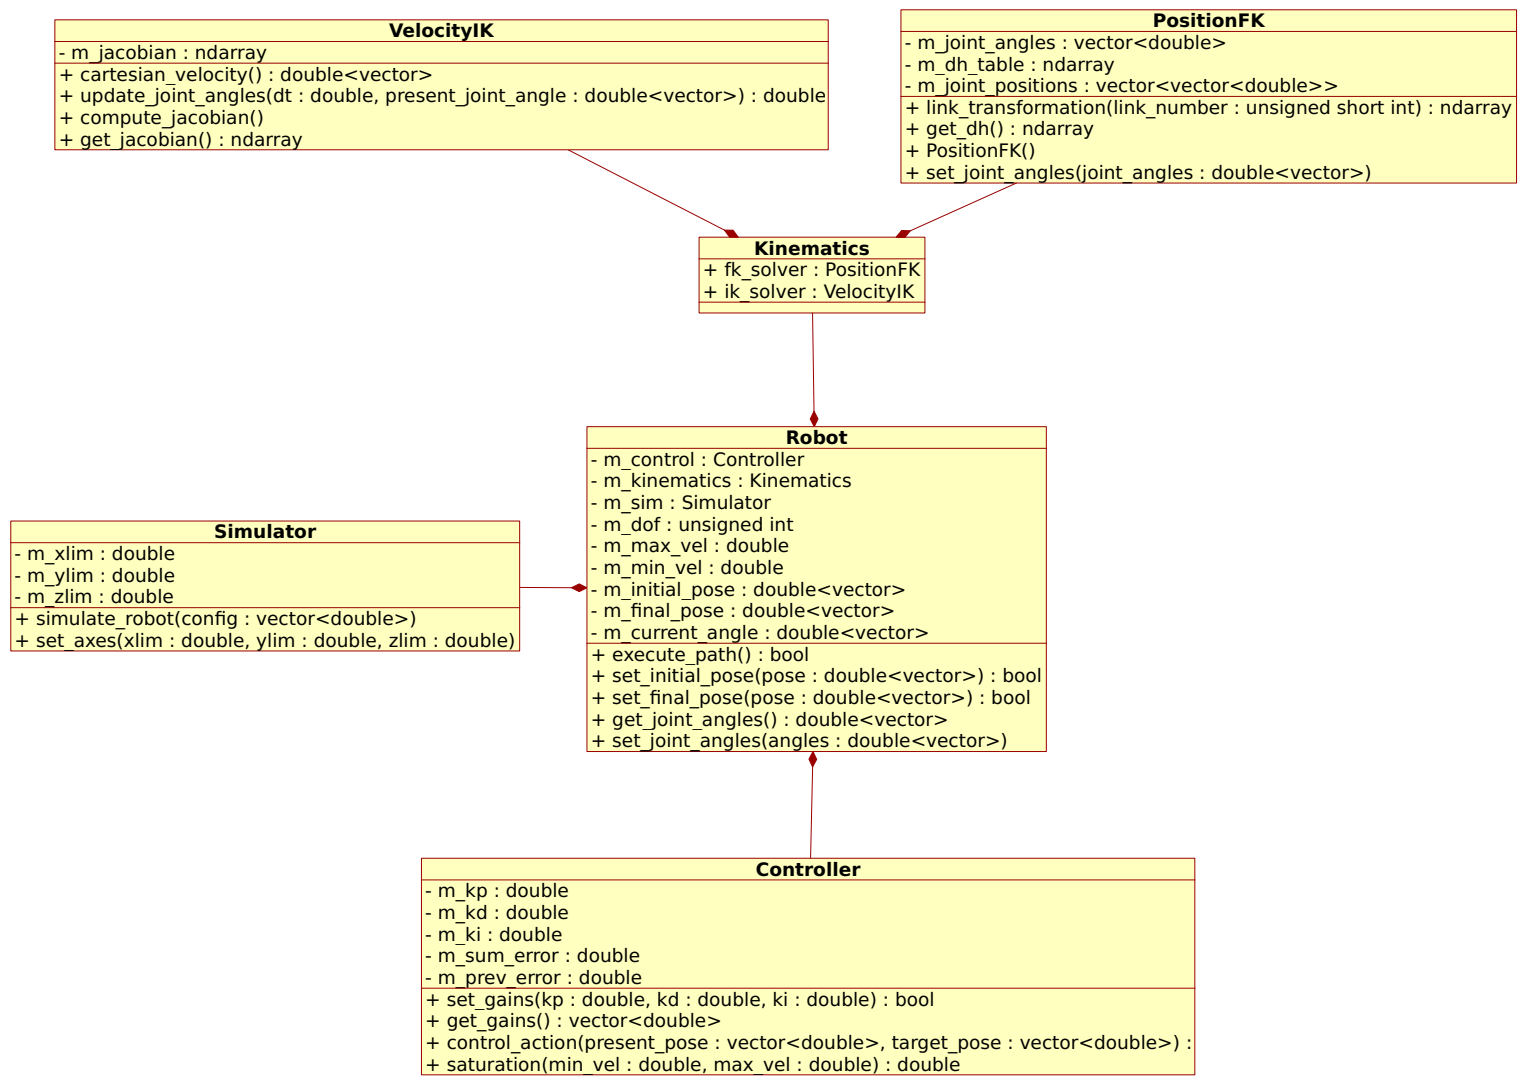 VelocityIK
- m_jacobian : ndarray
+ cartesian_velocity() : double<vector>
+ update_joint_angles(dt : double, present_joint_angle : double<vector>) : double
+ compute_jacobian()
+ get_jacobian() : ndarray
PositionFK
- m_joint_angles : vector<double>
- m_dh_table : ndarray
- m_joint_positions : vector<vector<double>>
+ link_transformation(link_number : unsigned short int) : ndarray
+ get_dh() : ndarray
+ PositionFK()
+ set_joint_angles(joint_angles : double<vector>)
Kinematics
+ fk_solver : PositionFK
+ ik_solver : VelocityIK
Robot
- m_control : Controller
- m_kinematics : Kinematics
- m_sim : Simulator
- m_dof : unsigned int
- m_max_vel : double
- m_min_vel : double
- m_initial_pose : double<vector>
- m_final_pose : double<vector>
- m_current_angle : double<vector>
+ execute_path() : bool
+ set_initial_pose(pose : double<vector>) : bool
+ set_final_pose(pose : double<vector>) : bool
+ get_joint_angles() : double<vector>
+ set_joint_angles(angles : double<vector>)
Simulator
- m_xlim : double
- m_ylim : double
- m_zlim : double
+ simulate_robot(config : vector<double>)
+ set_axes(xlim : double, ylim : double, zlim : double)
Controller
- m_kp : double
- m_kd : double
- m_ki : double
- m_sum_error : double
- m_prev_error : double
+ set_gains(kp : double, kd : double, ki : double) : bool
+ get_gains() : vector<double>
+ control_action(present_pose : vector<double>, target_pose : vector<double>) :
+ saturation(min_vel : double, max_vel : double) : double